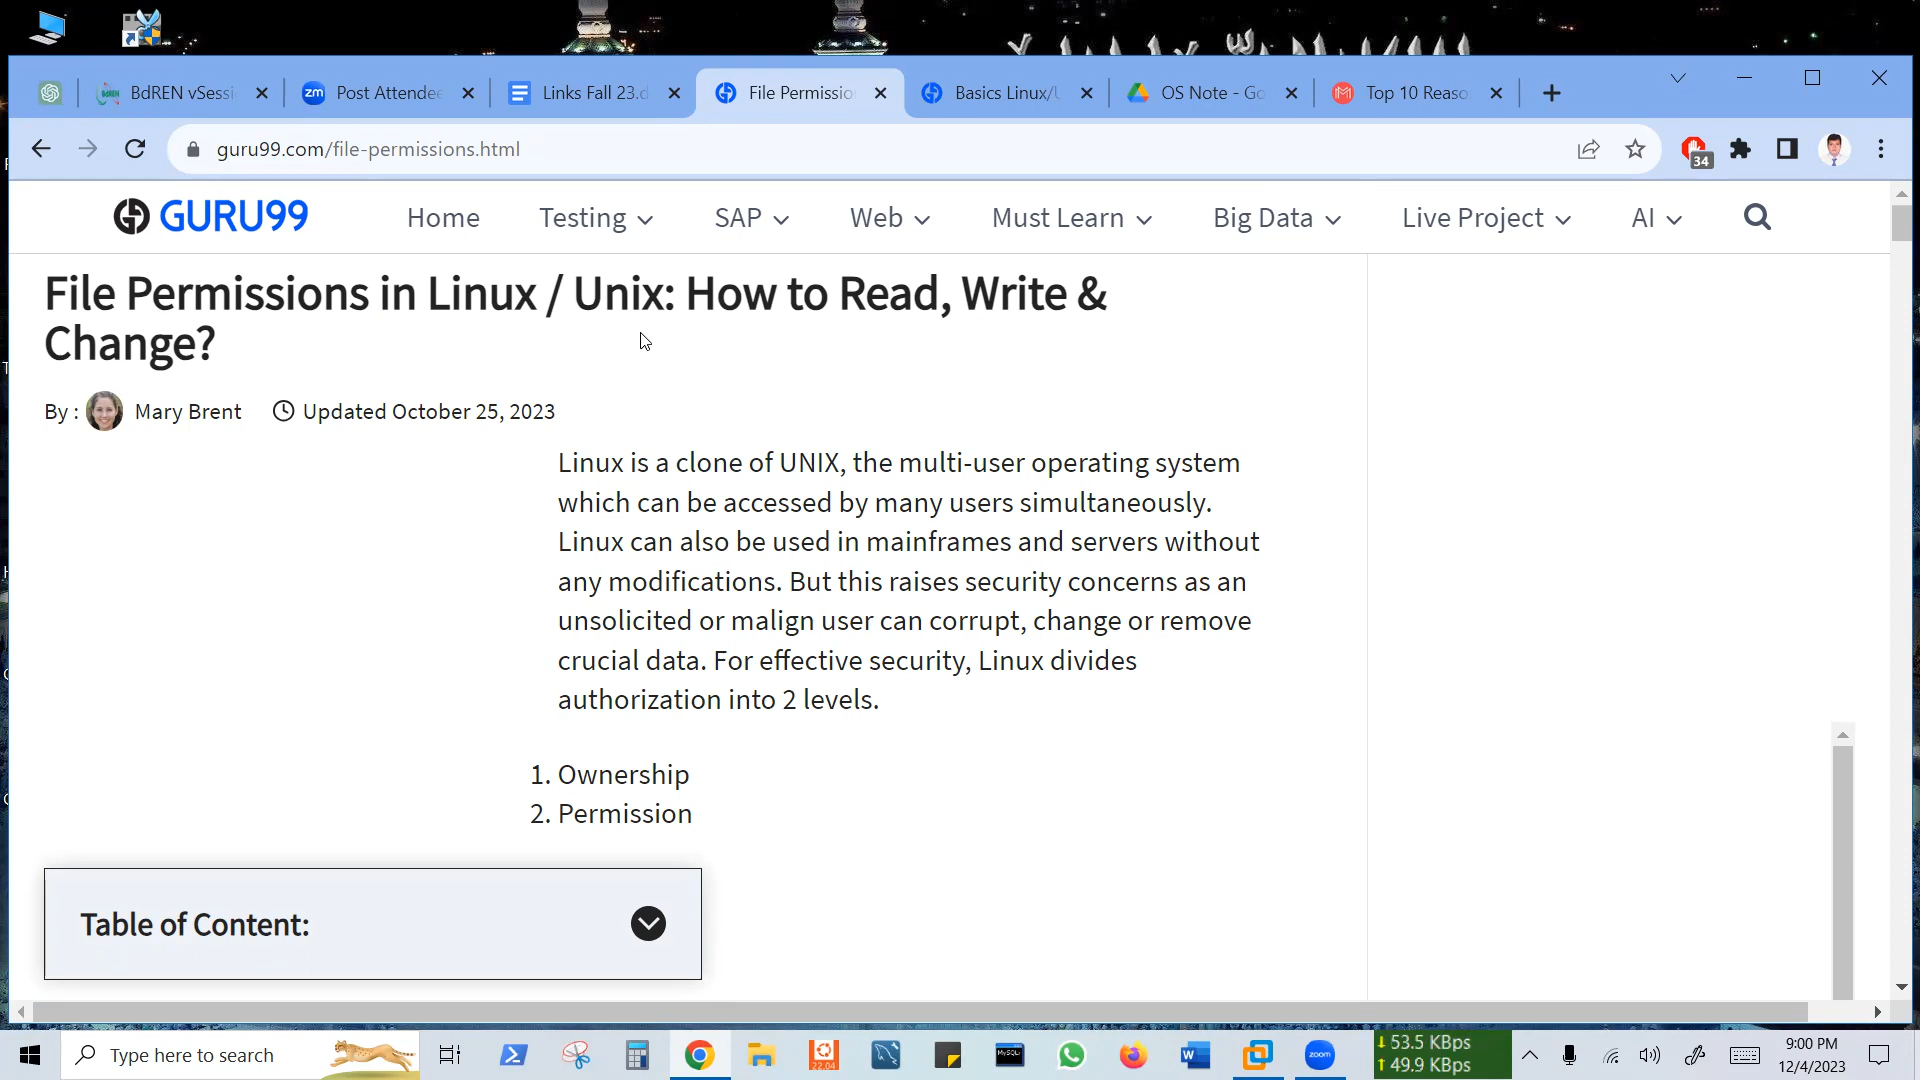 BdREN vSessi
zm Post Attendee
Links Fall 23.d
File Permissio
Basics Linux/U
OS Note - Go
Top 10 Reaso
guru99.com/file-permissions.html
34
GURU99
Home
Testing
SAP
Web
Must Learn
Big Data
Live Project
AI
File Permissions in Linux / Unix: How to Read, Write &
Change?
By : Mary Brent Updated October 25, 2023
Linux is a clone of UNIX, the multi-user operating system
which can be accessed by many users simultaneously.
Linux can also be used in mainframes and servers without
any modifications. But this raises security concerns as an
unsolicited or malign user can corrupt, change or remove
crucial data. For effective security, Linux divides
authorization into 2 levels.
1. Ownership
2. Permission
Table of Content:
Type here to search
22.04
zoom
53.5 KBps
49.9 KBps
9:00 PM
12/4/2023